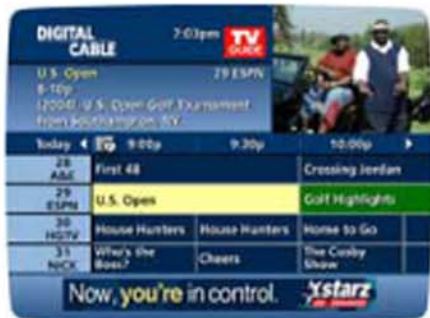 DIGITAL
CABLE
7:03pm
TV
GUIDE
U.S. Open
29 ESPN
8-10p
(2004) U.S. Open Golf Tournament
from Southampton, NY.
Today
9:00p
9:30p
10:00p
28
A&E
First 48
Crossing Jordan
29
ESPN
U.S. Open
Golf Highlights
30
HGTV
House Hunters
House Hunters
Home to Go
31
NICK
Who's the
Boss?
Cheers
The Cosby
Show
Now, you're in control.
starz
ON DEMAND